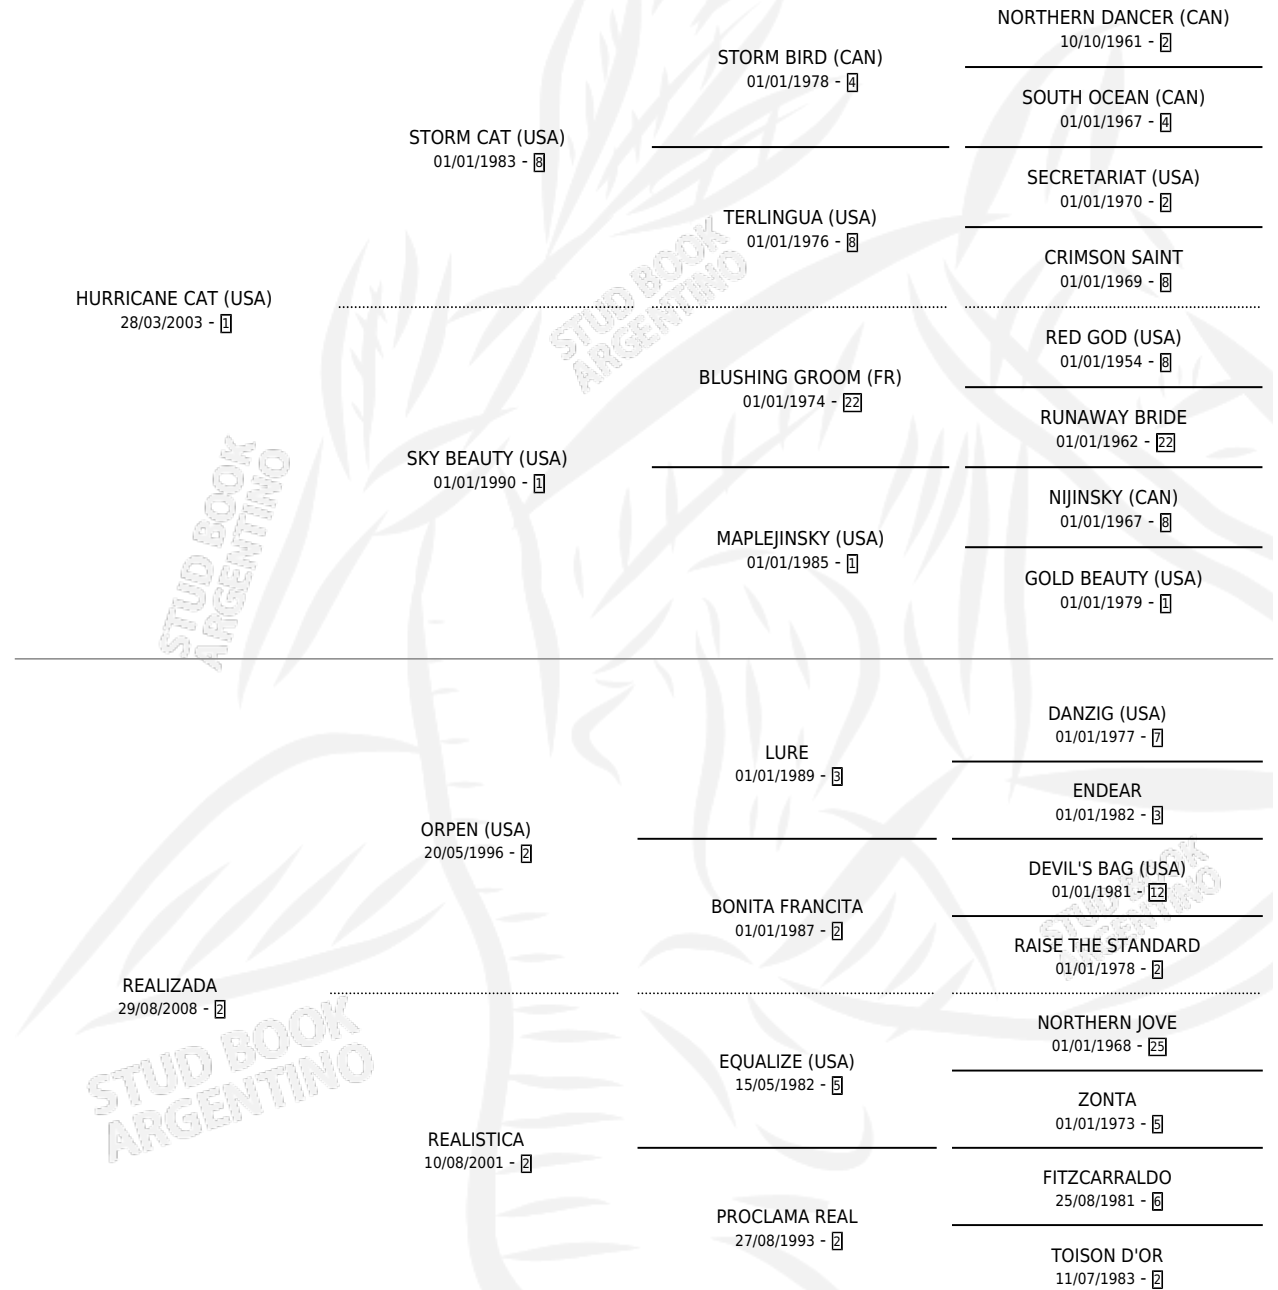 NORTHERN DANCER (CAN)
10/10/1961 - 2
STORM BIRD (CAN)
01/01/1978 - 4
SOUTH OCEAN (CAN)
01/01/1967 - 4
STORM CAT (USA)
01/01/1983 - 8
SECRETARIAT (USA)
01/01/1970 - 2
TERLINGUA (USA)
01/01/1976 - 8
CRIMSON SAINT
01/01/1969 - 8
HURRICANE CAT (USA)
28/03/2003 - 1
RED GOD (USA)
01/01/1954 - 8
BLUSHING GROOM (FR)
01/01/1974 - 22
RUNAWAY BRIDE
01/01/1962 - 22
SKY BEAUTY (USA)
01/01/1990 - 1
NIJINSKY (CAN)
01/01/1967 - 8
MAPLEJINSKY (USA)
01/01/1985 - 1
GOLD BEAUTY (USA)
01/01/1979 - 1
DANZIG (USA)
01/01/1977 - 7
LURE
01/01/1989 - 3
ENDEAR
01/01/1982 - 3
ORPEN (USA)
20/05/1996 - 2
DEVIL'S BAG (USA)
01/01/1981 - 12
BONITA FRANCITA
01/01/1987 - 2
RAISE THE STANDARD
01/01/1978 - 2
REALIZADA
29/08/2008 - 2
NORTHERN JOVE
01/01/1968 - 25
EQUALIZE (USA)
15/05/1982 - 5
ZONTA
01/01/1973 - 5
REALISTICA
10/08/2001 - 2
FITZCARRALDO
25/08/1981 - 6
PROCLAMA REAL
27/08/1993 - 2
TOISON D'OR
11/07/1983 - 2
STUD BOOK
ARGENTINO
STUD BOOK
ARGENTINO
STUD BOOK
ARGENTINO
STUD BOOK
ARGENTINO